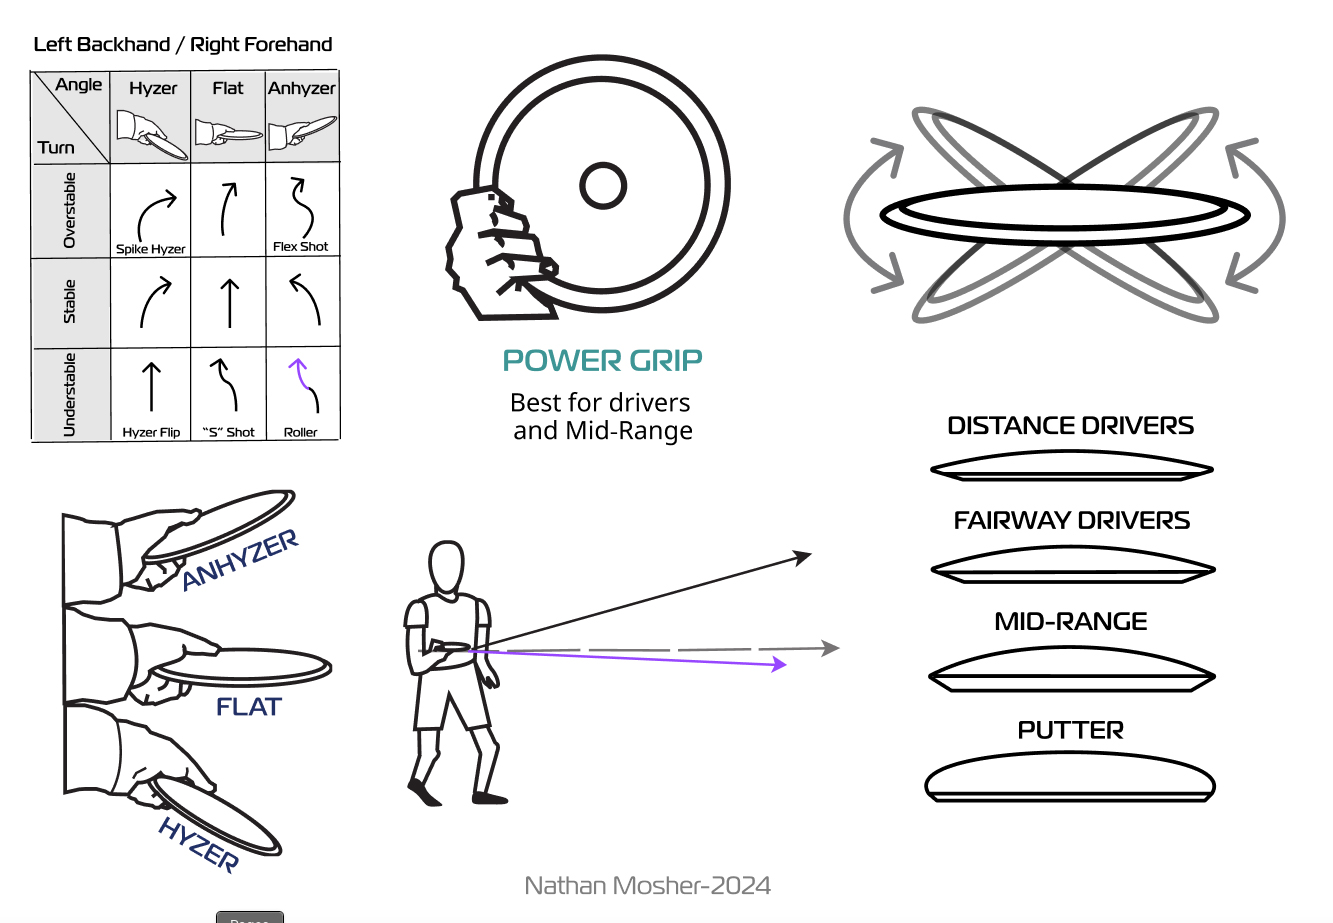 Left Backhand / Right Forehand
Angle
Hyzer
Flat
Anhyzer
Turn
Overstable
Spike Hyzer
Flex Shot
Stable
Understable
Hyzer Flip
“S” Shot
Roller
POWER GRIP
Best for drivers
and Mid-Range
DISTANCE DRIVERS
FAIRWAY DRIVERS
MID-RANGE
PUTTER
ANHYZER
FLAT
HYZER
Nathan Mosher-2024